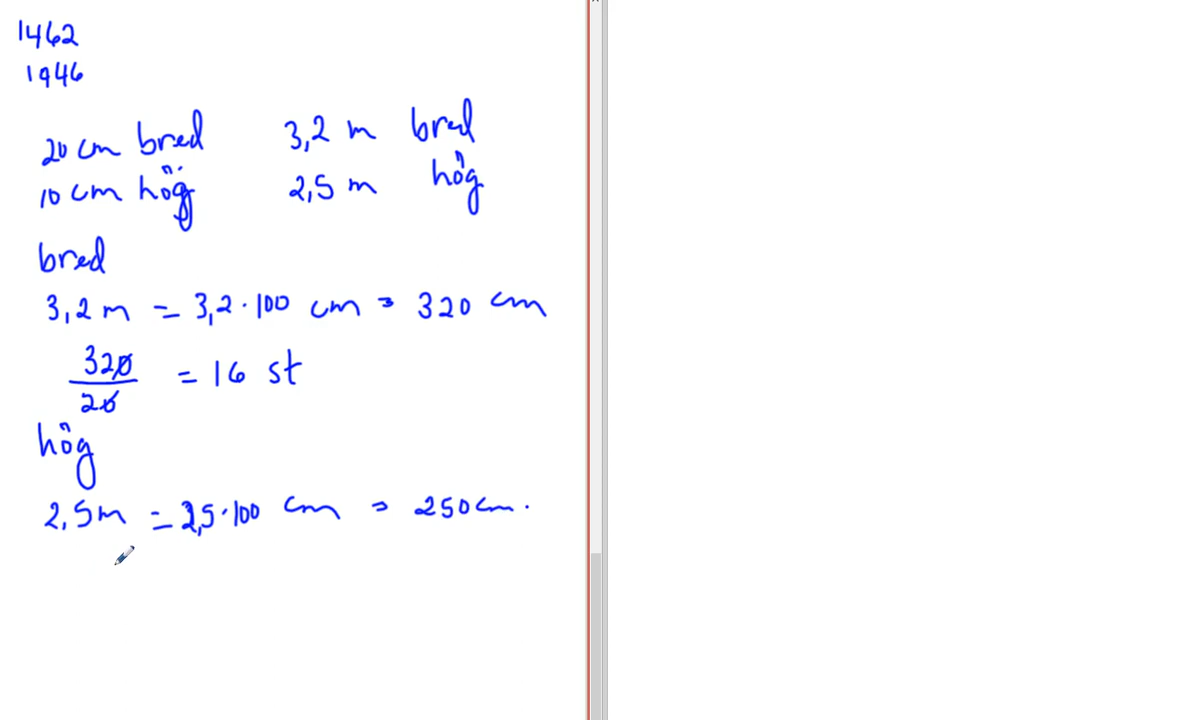 1462
1946
20 cm bred 3,2 m bred
10 cm hög 2,5 m hög
bred
3,2 m = 3,2 · 100 cm = 320 cm
320/20 = 16 st
hög
2,5 m = 2,5 · 100 cm = 250 cm.